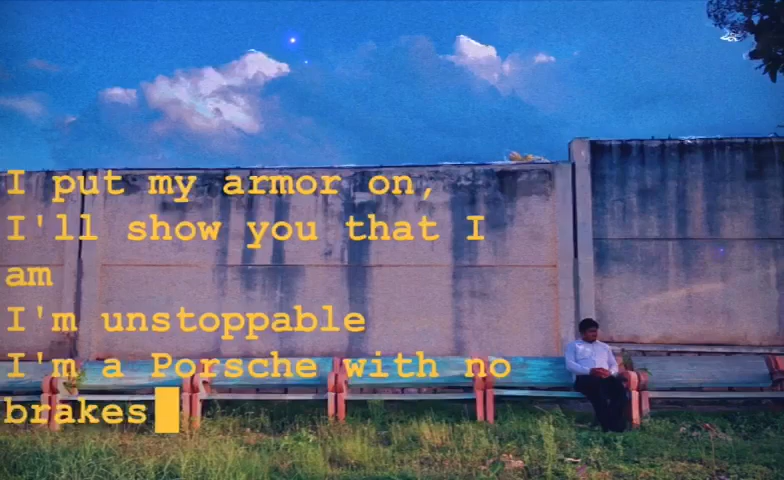 I put my armor on,
I'll show you that I
am
I'm unstoppable
I'm a Porsche with no
brakes